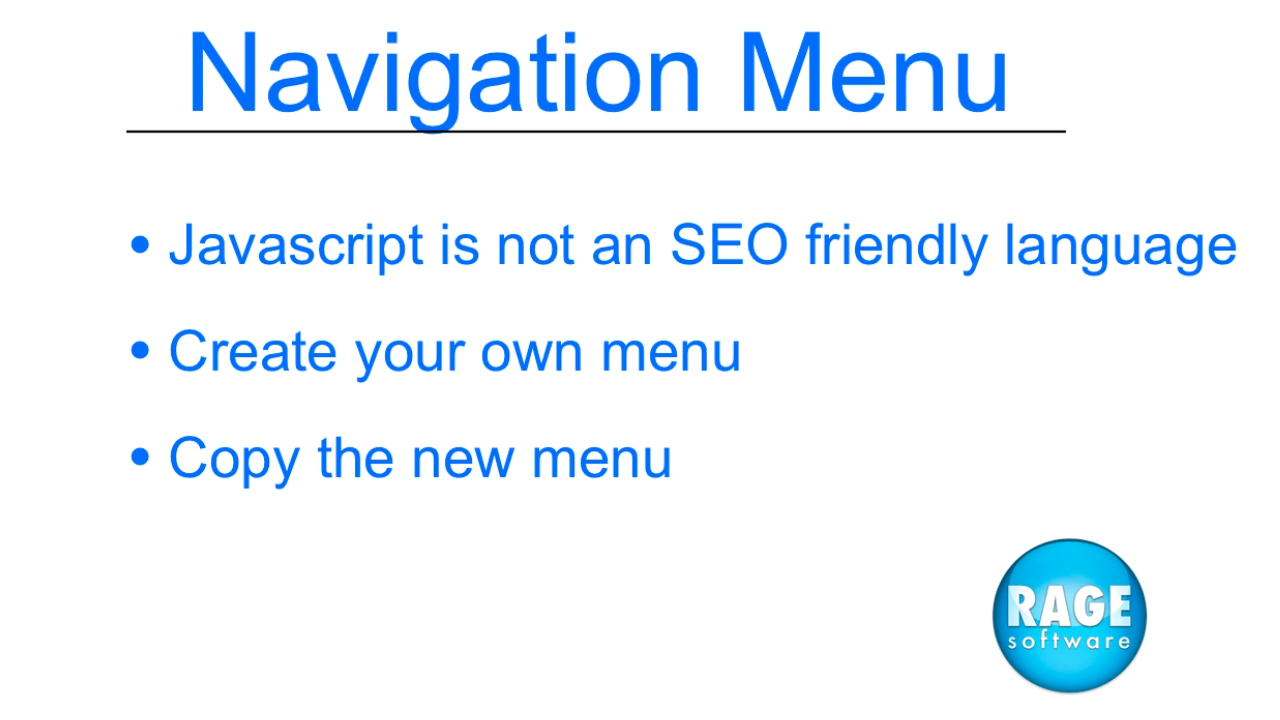 Navigation Menu
• Javascript is not an SEO friendly language
• Create your own menu
• Copy the new menu
RAGE
software